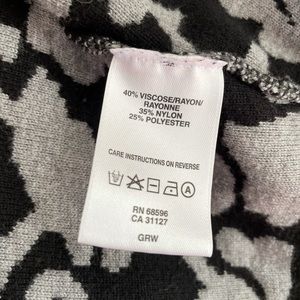 40% VISCOSE/RAYON/
RAYONNE
35% NYLON
25% POLYESTER
CARE INSTRUCTIONS ON REVERSE
A
RN 68596
CA 31127
GRW